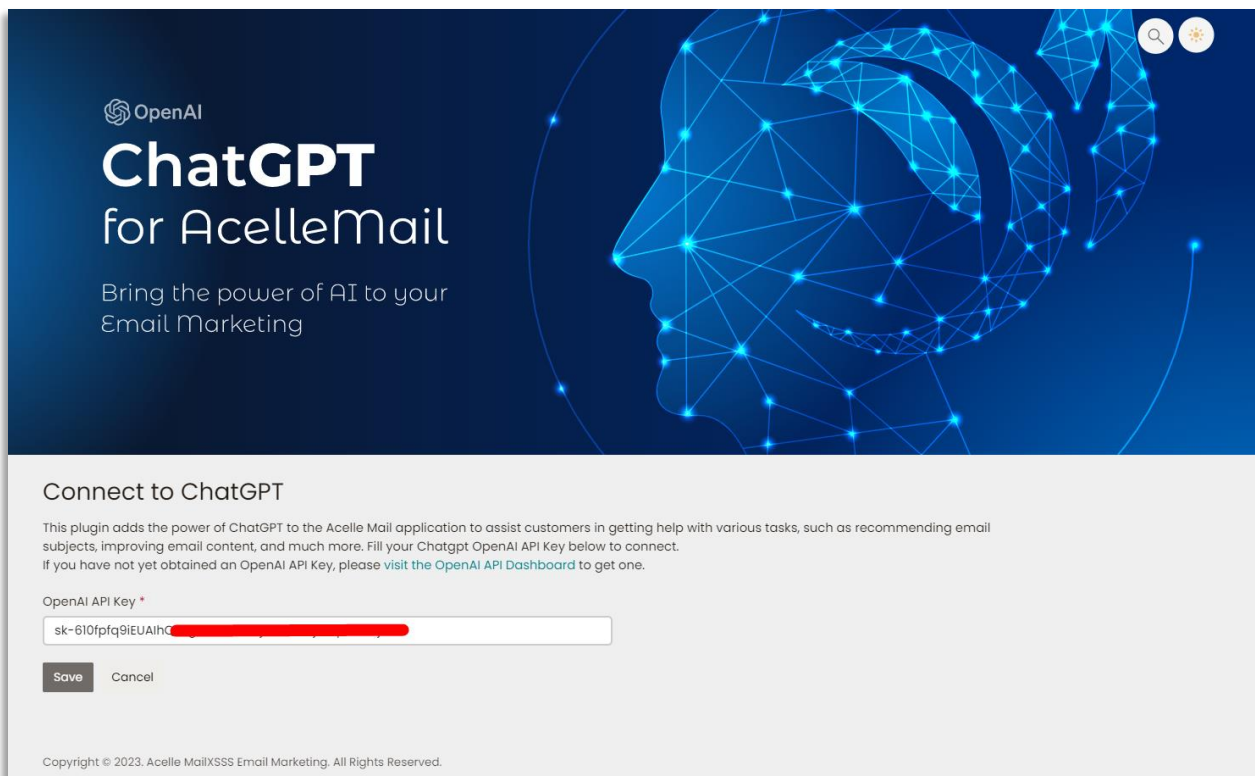 OpenAI
ChatGPT
for AcelleMail
Bring the power of AI to your
Email Marketing
Connect to ChatGPT
This plugin adds the power of ChatGPT to the Acelle Mail application to assist customers in getting help with various tasks, such as recommending email
subjects, improving email content, and much more. Fill your Chatgpt OpenAI API Key below to connect.
If you have not yet obtained an OpenAI API Key, please visit the OpenAI API Dashboard to get one.
OpenAI API Key *
Save Cancel
Copyright © 2023. Acelle MailXSSS Email Marketing. All Rights Reserved.